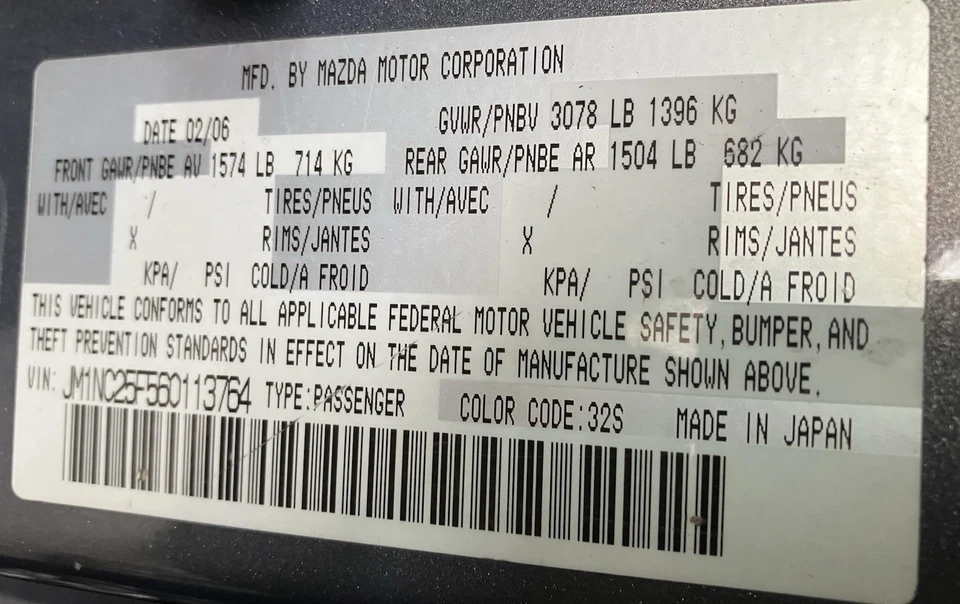 MFD. BY MAZDA MOTOR CORPORATION
DATE 02/06 GVWR/PNBV 3078 LB 1396 KG
FRONT GAWR/PNBE AV 1574 LB 714 KG REAR GAWR/PNBE AR 1504 LB 682 KG
WITH/AVEC / TIRES/PNEUS WITH/AVEC / TIRES/PNEUS
X RIMS/JANTES X RIMS/JANTES
KPA/ PSI COLD/A FROID KPA/ PSI COLD/A FROID
THIS VEHICLE CONFORMS TO ALL APPLICABLE FEDERAL MOTOR VEHICLE SAFETY, BUMPER, AND
THEFT PREVENTION STANDARDS IN EFFECT ON THE DATE OF MANUFACTURE SHOWN ABOVE.
VIN: JM1NC25F560113764 TYPE:PASSENGER COLOR CODE:32S MADE IN JAPAN